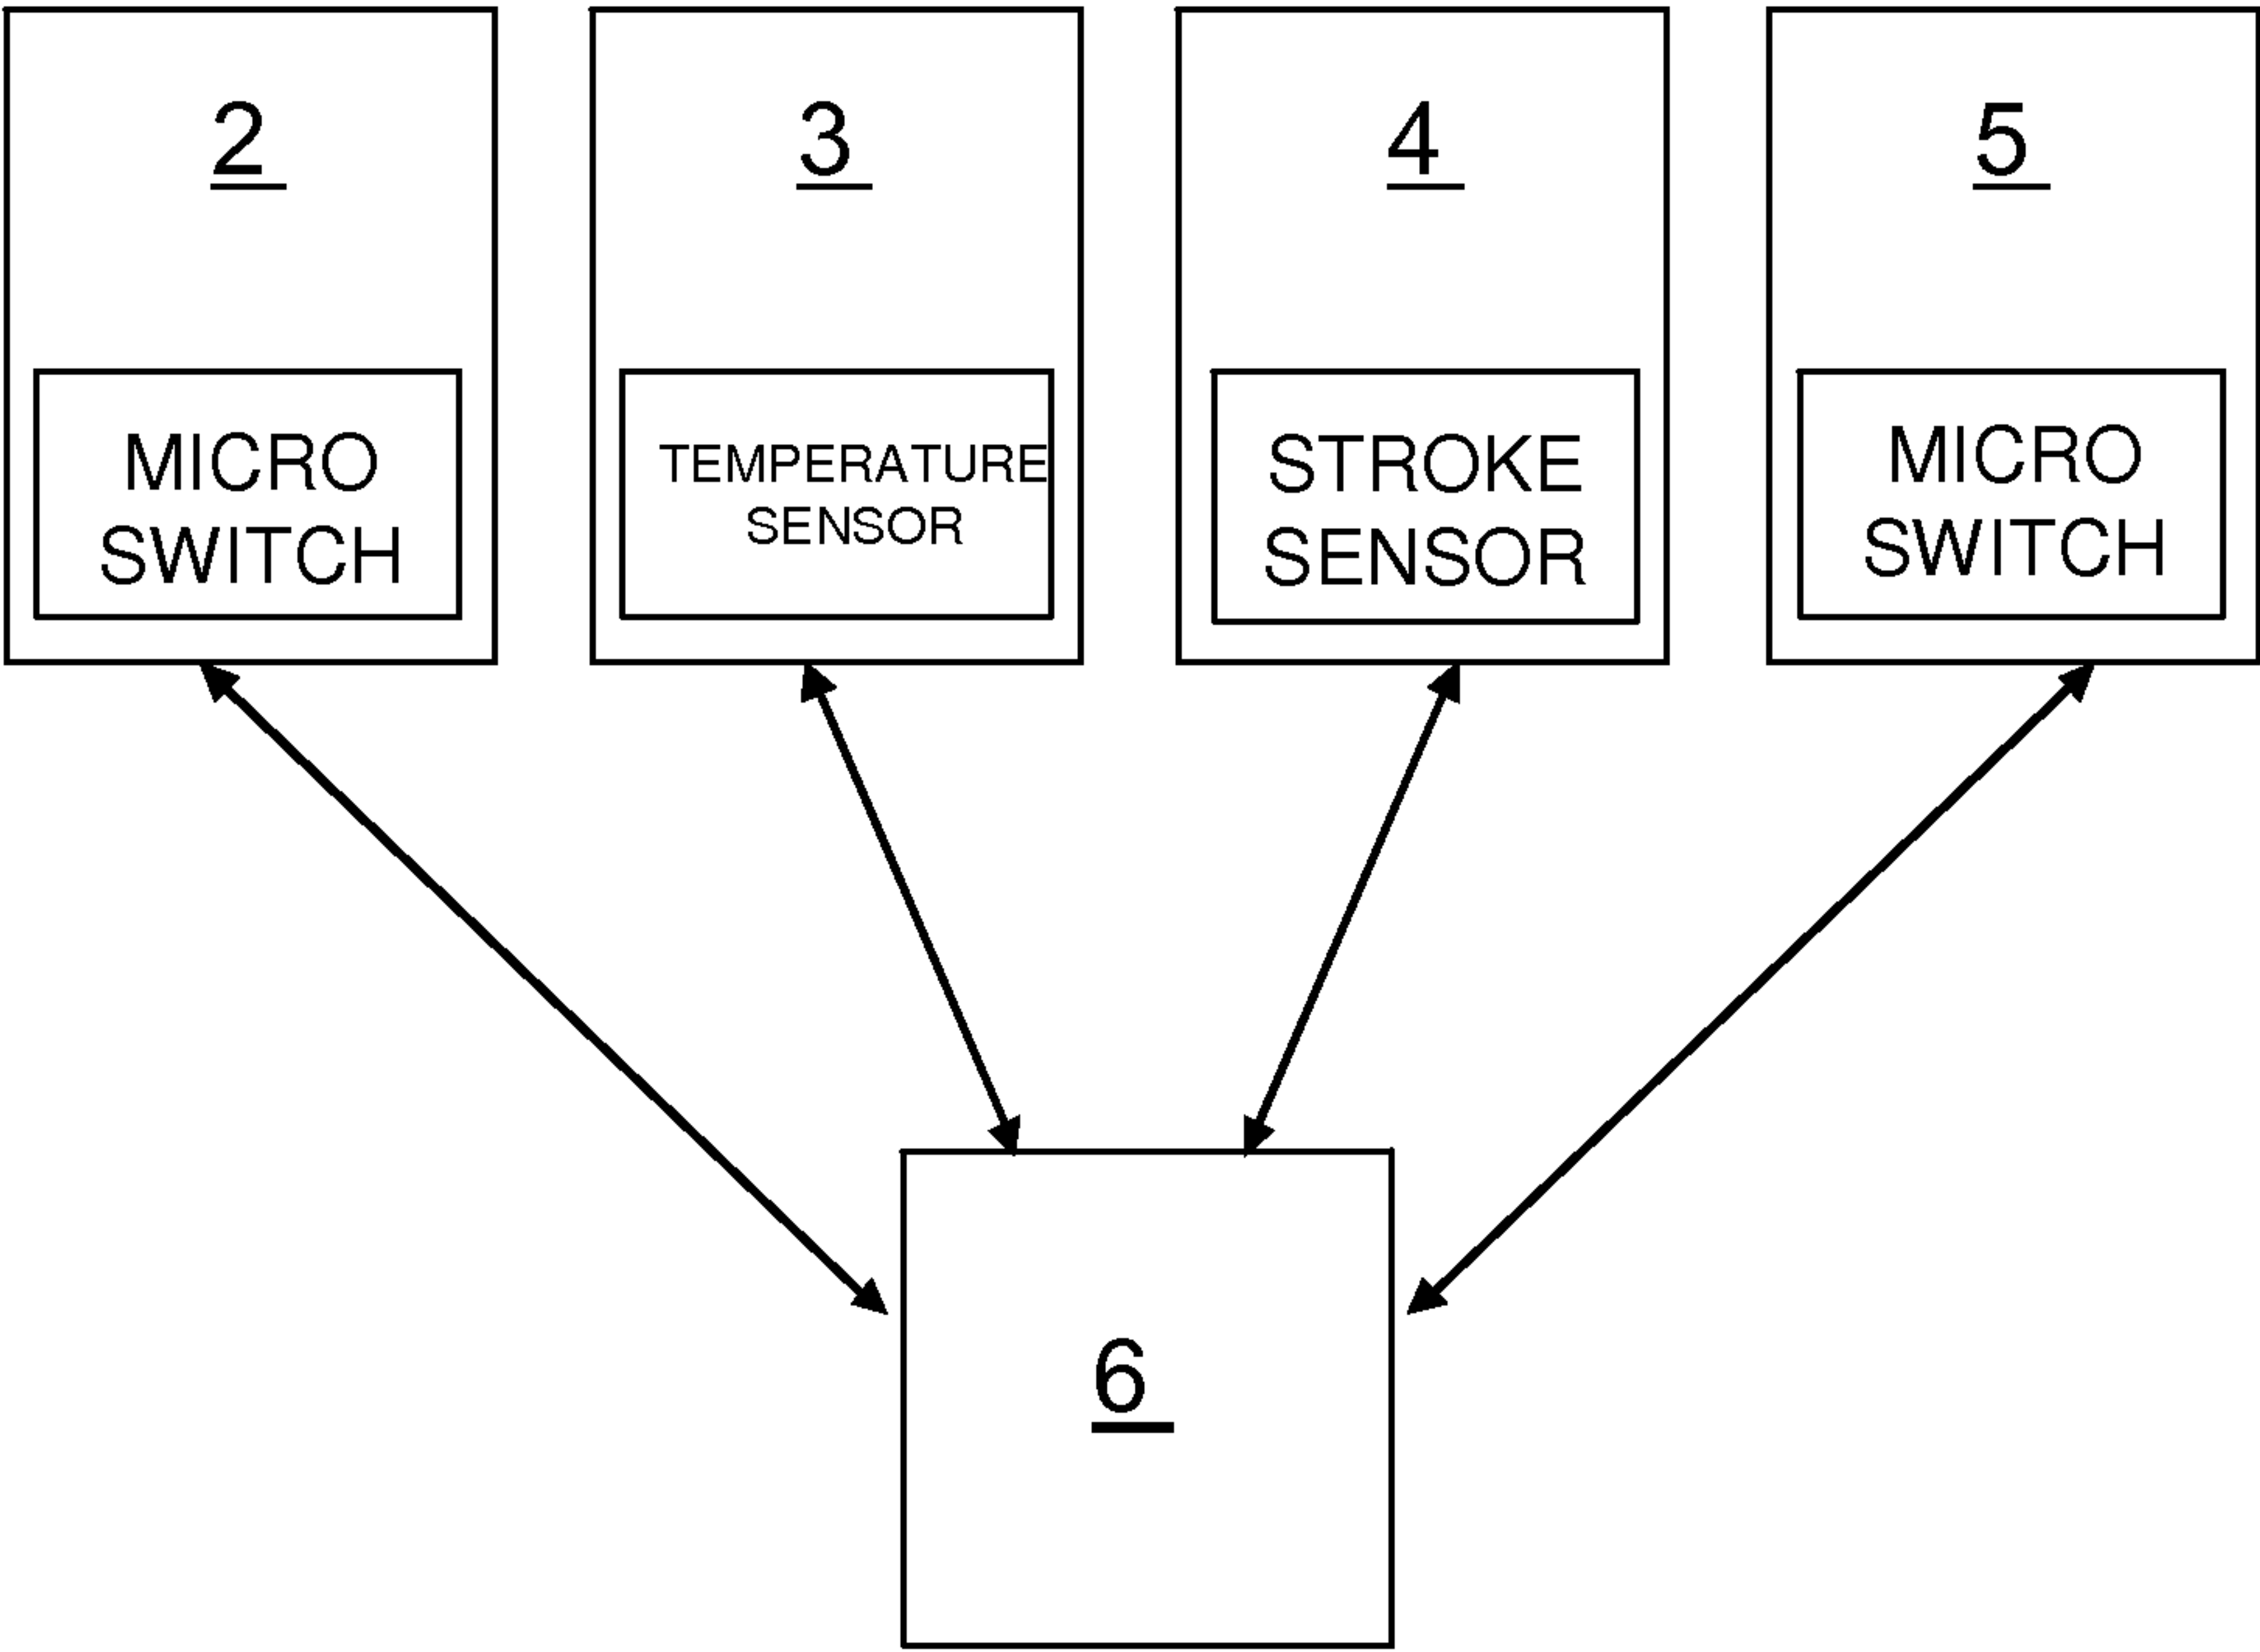 2
3
4
5
MICRO
SWITCH
TEMPERATURE
SENSOR
STROKE
SENSOR
MICRO
SWITCH
6